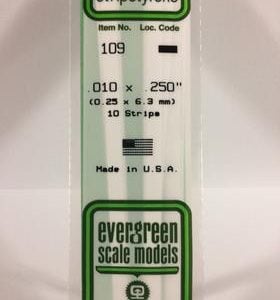 Item No. Loc. Code
109
.010 x .250"
(0.25 x 6.3 mm)
10 Strips
Made in U.S.A.
evergreen
scale models